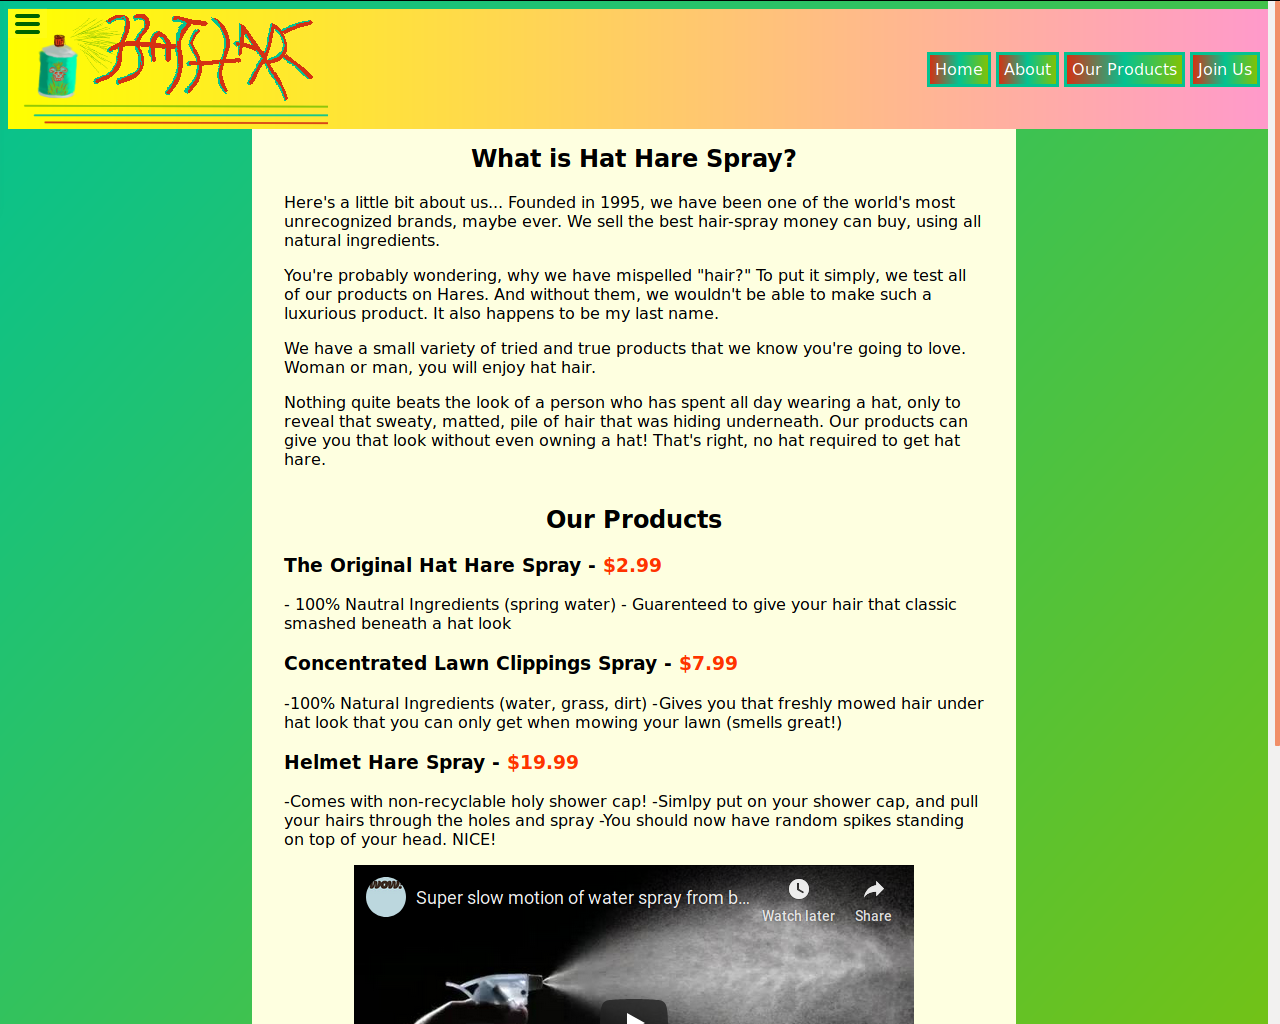 HAT HARE
Home About Our Products Join Us
What is Hat Hare Spray?
Here's a little bit about us... Founded in 1995, we have been one of the world's most
unrecognized brands, maybe ever. We sell the best hair-spray money can buy, using all
natural ingredients.
You're probably wondering, why we have mispelled "hair?" To put it simply, we test all
of our products on Hares. And without them, we wouldn't be able to make such a
luxurious product. It also happens to be my last name.
We have a small variety of tried and true products that we know you're going to love.
Woman or man, you will enjoy hat hair.
Nothing quite beats the look of a person who has spent all day wearing a hat, only to
reveal that sweaty, matted, pile of hair that was hiding underneath. Our products can
give you that look without even owning a hat! That's right, no hat required to get hat
hare.
Our Products
The Original Hat Hare Spray - $2.99
- 100% Nautral Ingredients (spring water) - Guarenteed to give your hair that classic
smashed beneath a hat look
Concentrated Lawn Clippings Spray - $7.99
-100% Natural Ingredients (water, grass, dirt) -Gives you that freshly mowed hair under
hat look that you can only get when mowing your lawn (smells great!)
Helmet Hare Spray - $19.99
-Comes with non-recyclable holy shower cap! -Simlpy put on your shower cap, and pull
your hairs through the holes and spray -You should now have random spikes standing
on top of your head. NICE!
wow!
Super slow motion of water spray from b...
Watch later Share